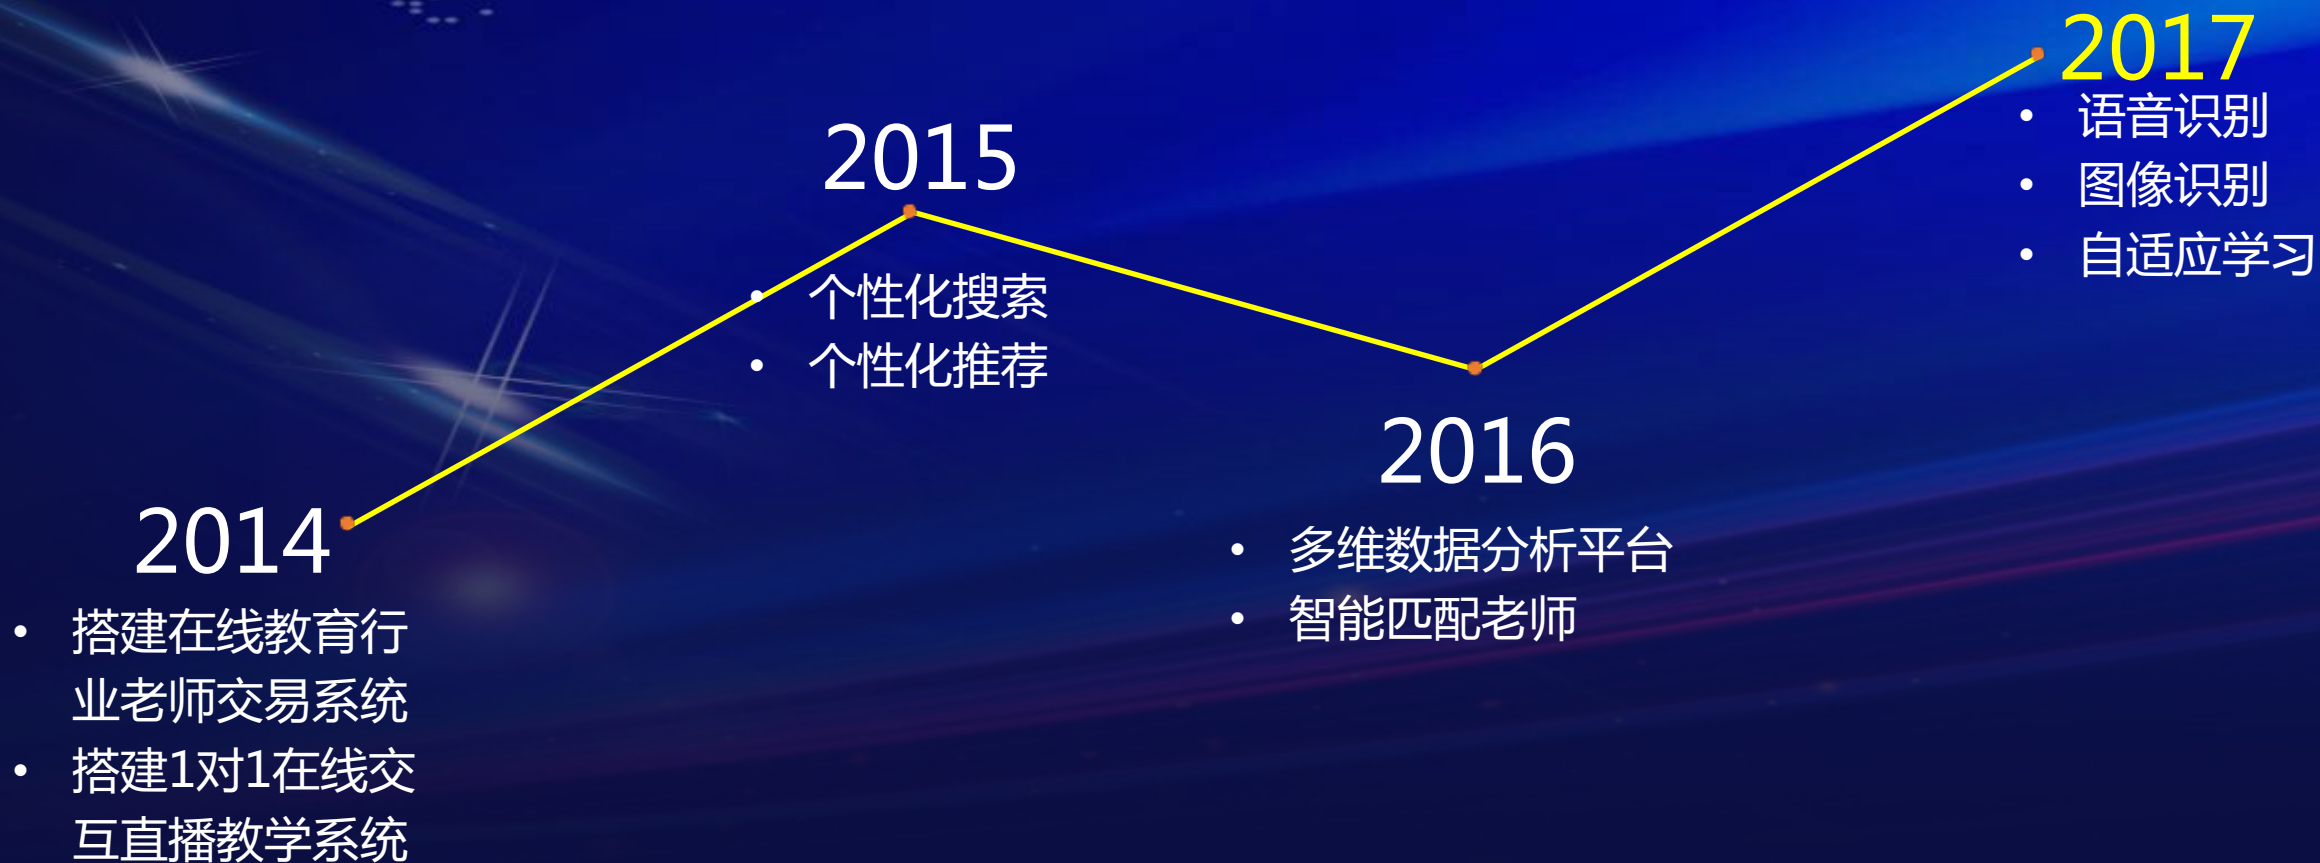 2014
• 搭建在线教育行
业老师交易系统
• 搭建1对1在线交
互直播教学系统
2015
• 个性化搜索
• 个性化推荐
2016
• 多维数据分析平台
• 智能匹配老师
2017
• 语音识别
• 图像识别
• 自适应学习